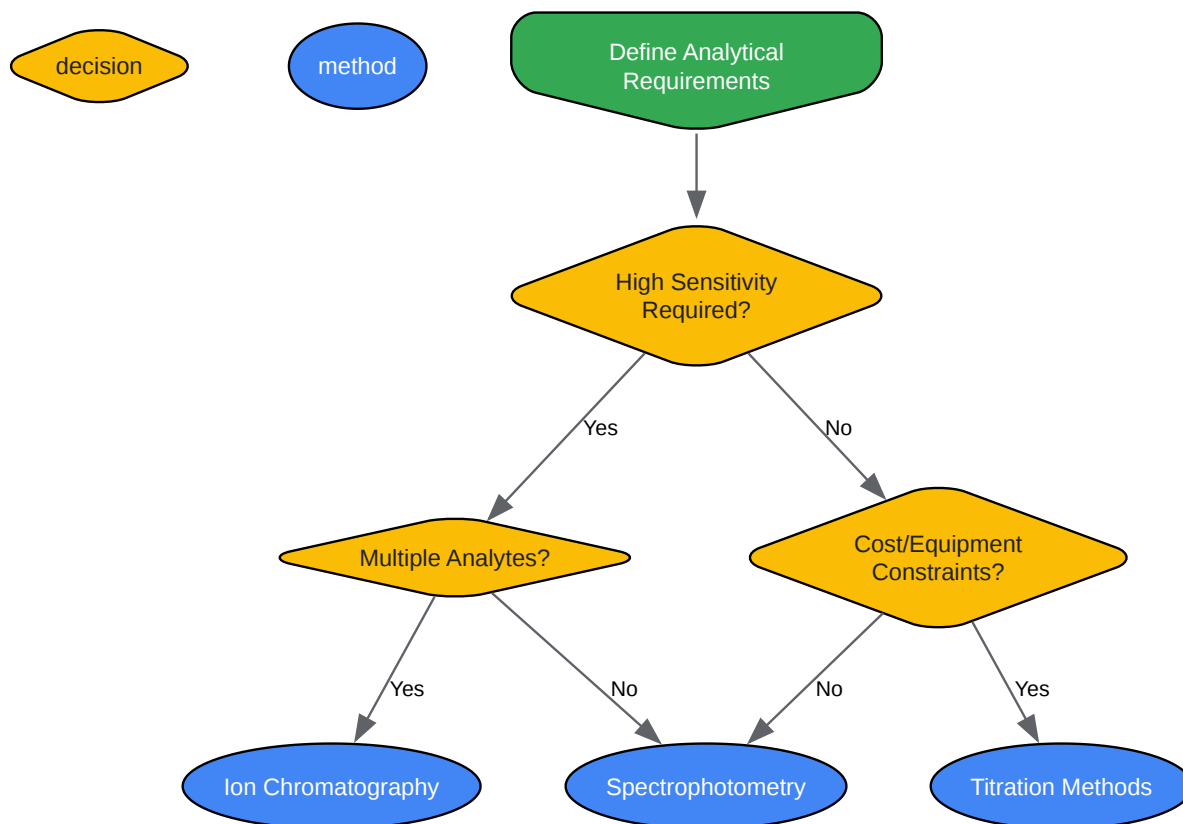 decision
method
Define Analytical
Requirements
High Sensitivity
Required?
Yes
No
Multiple Analytes?
Cost/Equipment
Constraints?
Yes
No
No
Yes
Ion Chromatography
Spectrophotometry
Titration Methods